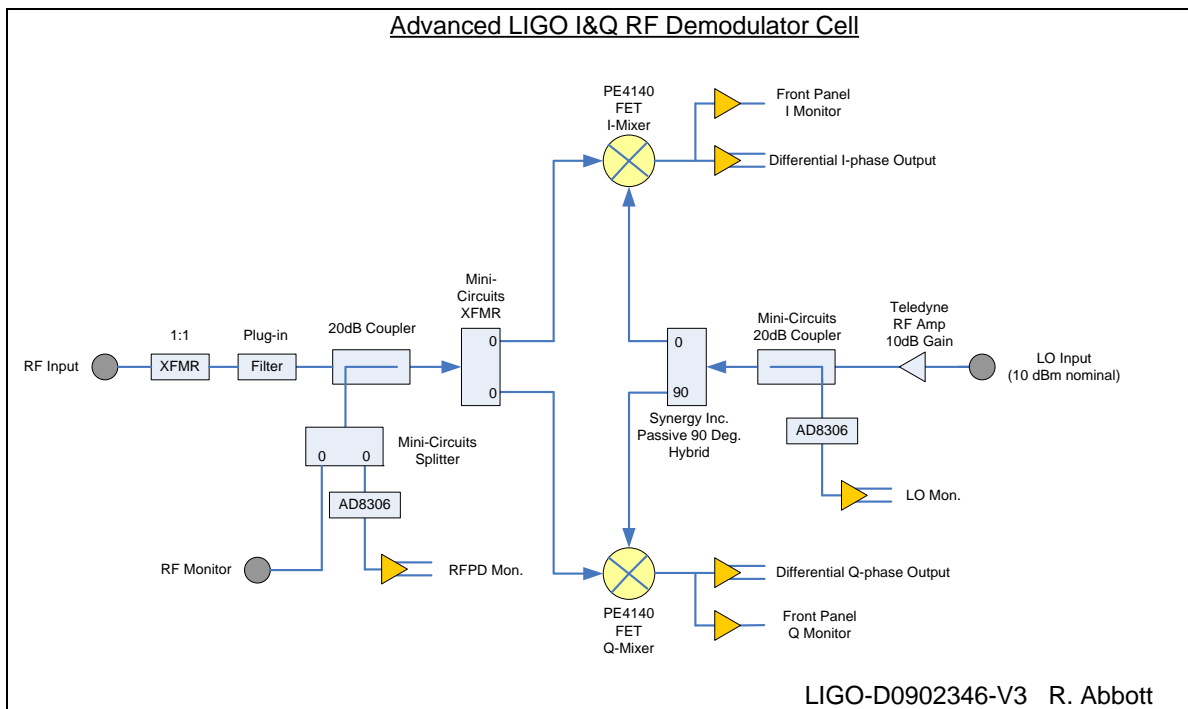 Advanced LIGO I&Q RF Demodulator Cell
PE4140
FET
I-Mixer
Front Panel
I Monitor
Differential I-phase Output
Mini-
Circuits
XFMR
0
0
1:1
XFMR
Plug-in
Filter
20dB Coupler
RF Input
0
90
Synergy Inc.
Passive 90 Deg.
Hybrid
Mini-Circuits
20dB Coupler
Teledyne
RF Amp
10dB Gain
LO Input
(10 dBm nominal)
AD8306
LO Mon.
0 0
Mini-Circuits
Splitter
AD8306
RF Monitor
RFPD Mon.
PE4140
FET
Q-Mixer
Differential Q-phase Output
Front Panel
Q Monitor
LIGO-D0902346-V3 R. Abbott